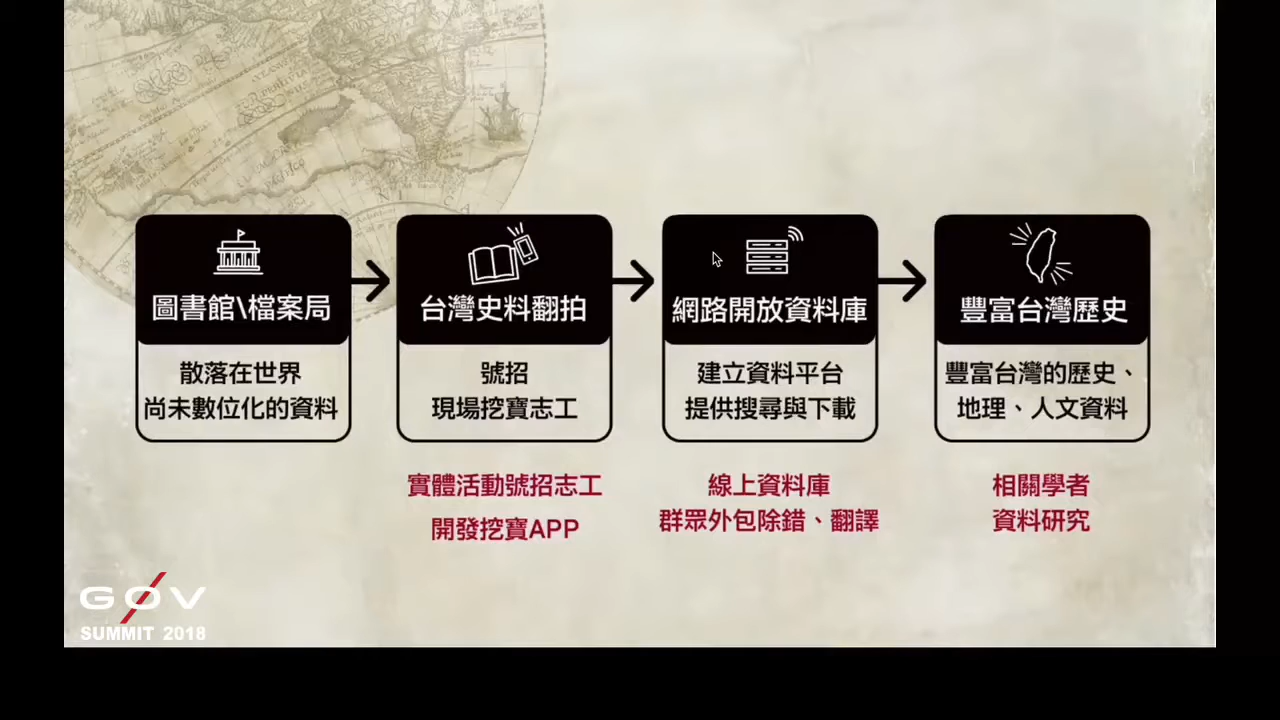 圖書館\檔案局
散落在世界
尚未數位化的資料
台灣史料翻拍
號招
現場挖寶志工
實體活動號招志工
開發挖寶APP
網路開放資料庫
建立資料平台
提供搜尋與下載
線上資料庫
群眾外包除錯、翻譯
豐富台灣歷史
豐富台灣的歷史、
地理、人文資料
相關學者
資料研究
GØV
SUMMIT 2018